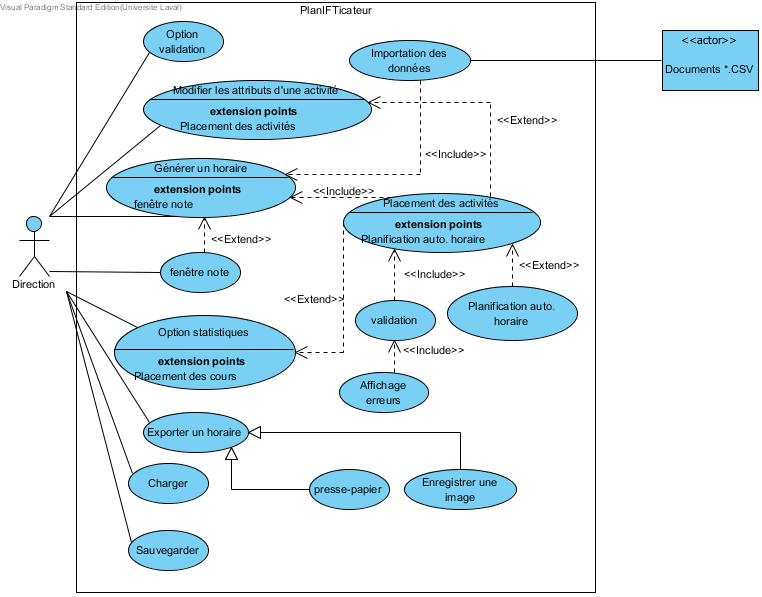 Visual Paradigm Standard Edition(Universite Laval)
PlanIFTicateur
Option
validation
Importation des
données
<<actor>>
Documents *.CSV
Modifier les attributs d'une activité
extension points
Placement des activités
<<Extend>>
<<Include>>
Générer un horaire
extension points
fenêtre note
<<Include>>
Placement des activités
extension points
Planification auto. horaire
<<Extend>>
Direction
fenêtre note
<<Include>>
<<Extend>>
<<Extend>>
Planification auto.
horaire
validation
Option statistiques
extension points
Placement des cours
<<Include>>
Affichage
erreurs
Exporter un horaire
Charger
presse-papier
Enregistrer une
image
Sauvegarder